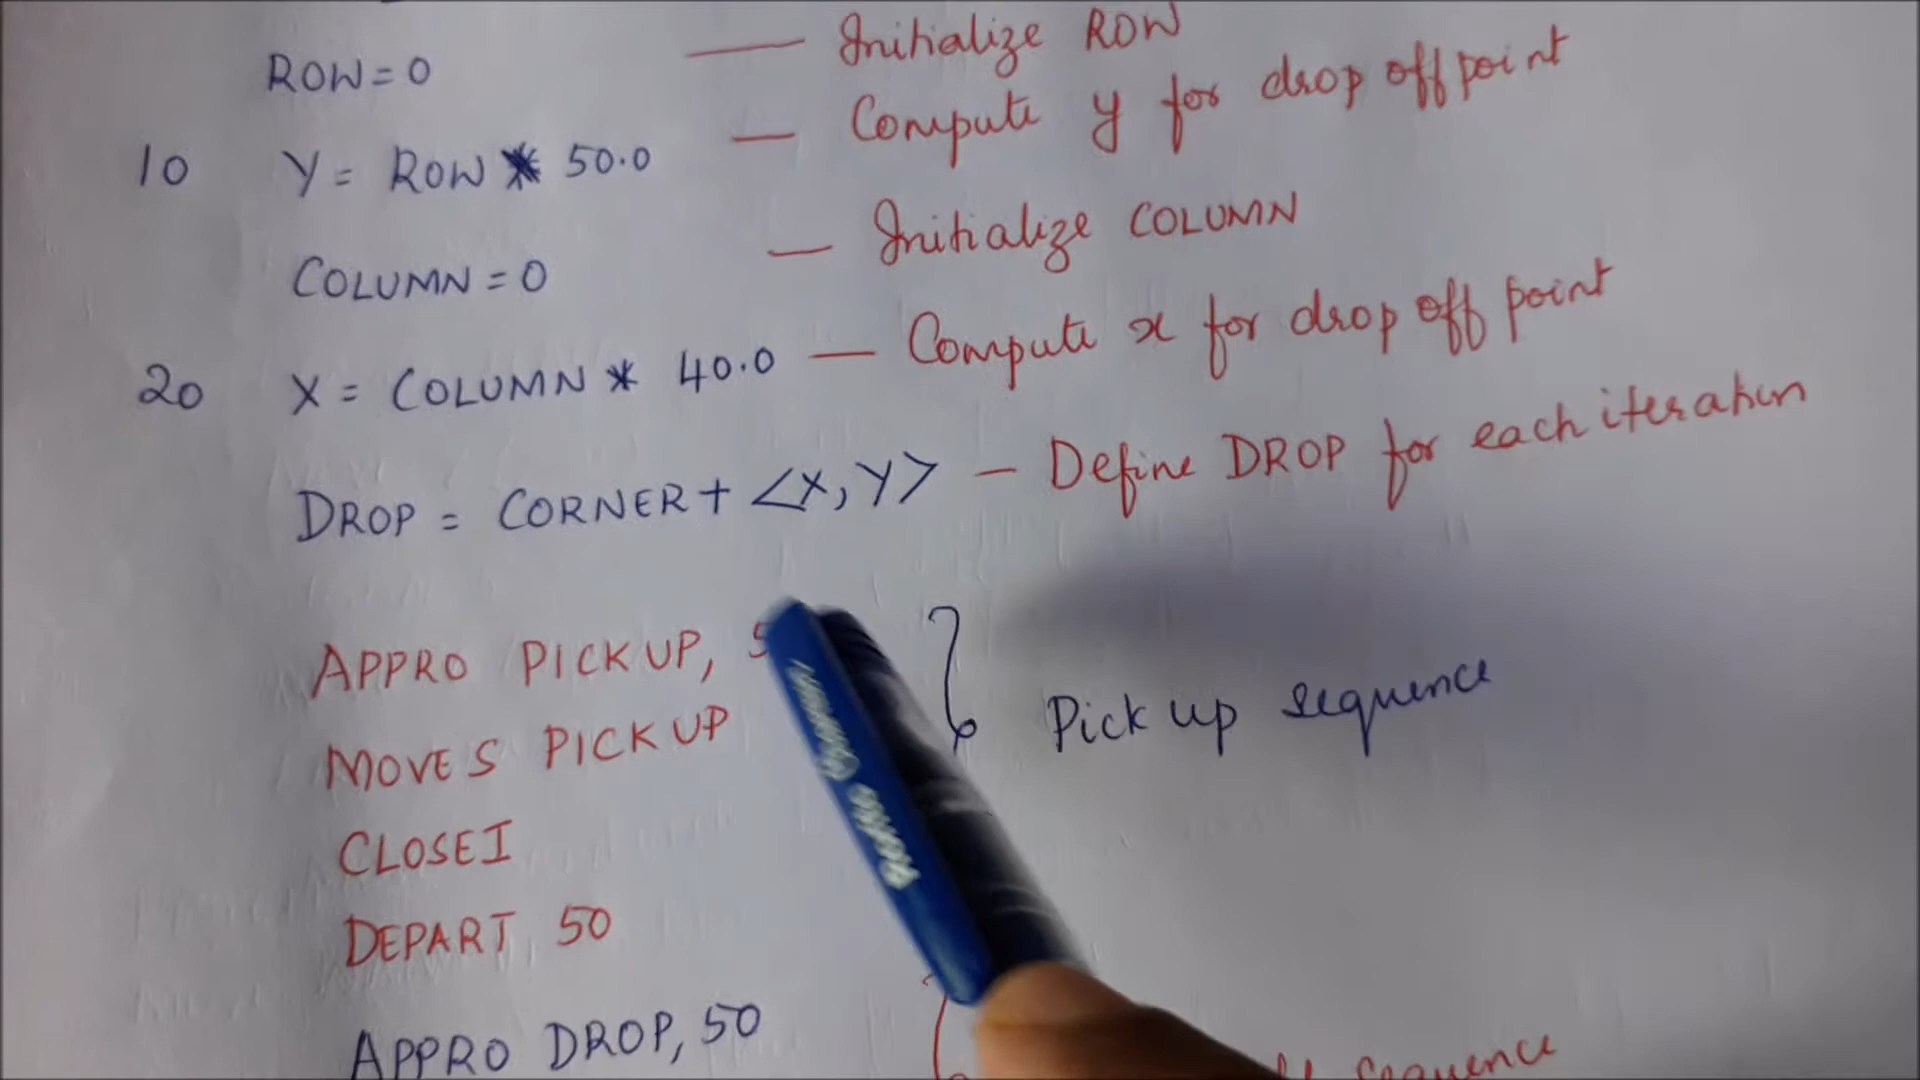 ROW=0 — Initialize ROW
10 Y = ROW * 50.0 — Compute y for drop off point
COLUMN = 0 — Initialize COLUMN
20 X = COLUMN * 40.0 — Compute x for drop off point
DROP = CORNER + <X, Y> — Define DROP for each iteration
APPRO PICKUP, 5
MOVES PICKUP
Pick up sequence
CLOSEI
DEPART 50
APPRO DROP, 50
sequence